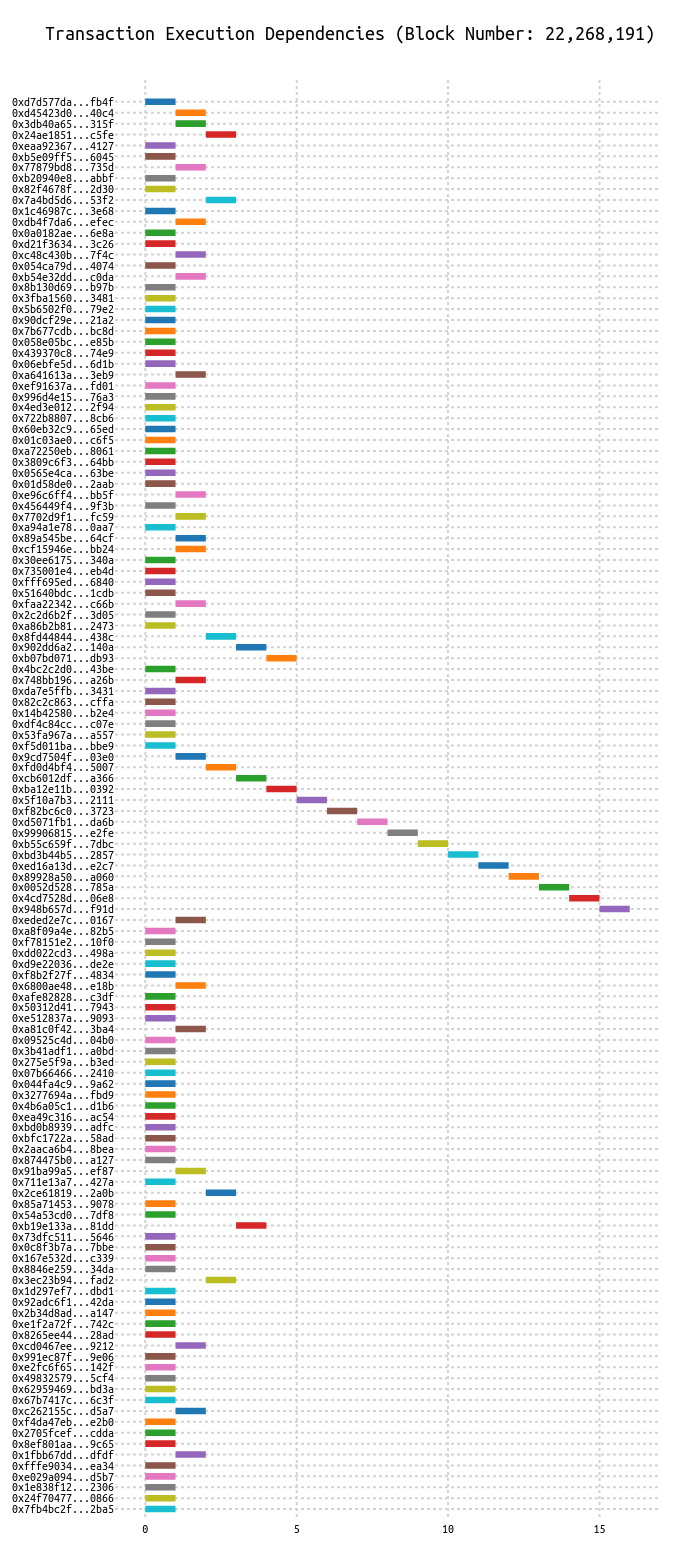 Transaction Execution Dependencies (Block Number: 22,268,191)
0xd7d577da...fb4f
0xd45423d0...40c4
0x3db40a65...315f
0x24ae1851...c5fe
0xeaa92367...4127
0xb5e09ff5...6045
0x77879bd8...735d
0xb20940e8...abbf
0x82f4678f...2d30
0x7a4bd5d6...53f2
0x1c46987c...3e68
0xdb4f7da6...efec
0x0a0182ae...6e8a
0xd21f3634...3c26
0xc48c430b...7f4c
0x054ca79d...4074
0xb54e32dd...c0da
0x8b130d69...b97b
0x3fba1560...3481
0x5b6502f0...79e2
0x90dcf29e...21a2
0x7b677cdb...bc8d
0x058e05bc...e85b
0x439370c8...74e9
0x06ebfe5d...6d1b
0xa641613a...3eb9
0xef91637a...fd01
0x996d4e15...76a3
0x4ed3e012...2f94
0x722b8807...8cb6
0x60eb32c9...65ed
0x01c03ae0...c6f5
0xa72250eb...8061
0x3809c6f3...64bb
0x0565e4ca...63be
0x01d58de0...2aab
0xe96c6ff4...bb5f
0x456449f4...9f3b
0x7702d9f1...fc59
0xa94a1e78...0aa7
0x89a545be...64cf
0xcf15946e...bb24
0x30ee6175...340a
0x735001e4...eb4d
0xfff695ed...6840
0x51640bdc...1cdb
0xfaa22342...c66b
0x2c2d6b2f...3d05
0xa86b2b81...2473
0x8fd44844...438c
0x902dd6a2...140a
0xb07bd071...db93
0x4bc2c2d0...43be
0x748bb196...a26b
0xda7e5ffb...3431
0x82c2c863...cffa
0x14b42580...b2e4
0xdf4c84cc...c07e
0x53fa967a...a557
0xf5d011ba...bbe9
0x9cd7504f...03e0
0xfd0d4bf4...5007
0xcb6012df...a366
0xba12e11b...0392
0x5f10a7b3...2111
0xf82bc6c0...3723
0xd5071fb1...da6b
0x99906815...e2fe
0xb55c659f...7dbc
0xbd3b44b5...2857
0xed16a13d...e2c7
0x89928a50...a060
0x0052d528...785a
0x4cd7528d...06e8
0x948b657d...f91d
0xeded2e7c...0167
0xa8f09a4e...82b5
0xf78151e2...10f0
0xdd022cd3...498a
0xd9e22036...de2e
0xf8b2f27f...4834
0x6800ae48...e18b
0xafe82828...c3df
0x50312d41...7943
0xe512837a...9093
0xa81c0f42...3ba4
0x09525c4d...04b0
0x3b41adf1...a0bd
0x275e5f9a...b3ed
0x07b66466...2410
0x044fa4c9...9a62
0x3277694a...fbd9
0x4b6a05c1...d1b6
0xea49c316...ac54
0xbd0b8939...adfc
0xbfc1722a...58ad
0x2aaca6b4...8bea
0x874475b0...a127
0x91ba99a5...ef87
0x711e13a7...427a
0x2ce61819...2a0b
0x85a71453...9078
0x54a53cd0...7df8
0xb19e133a...81dd
0x73dfc511...5646
0x0c8f3b7a...7bbe
0x167e532d...c339
0x8846e259...34da
0x3ec23b94...fad2
0x1d297ef7...dbd1
0x92adc6f1...42da
0x2b34d8ad...a147
0xe1f2a72f...742c
0x8265ee44...28ad
0xcd0467ee...9212
0x991ec87f...9e06
0xe2fc6f65...142f
0x49832579...5cf4
0x62959469...bd3a
0x67b7417c...6c3f
0xc262155c...d5a7
0xf4da47eb...e2b0
0x2705fcef...cdda
0x8ef801aa...9c65
0x1fbb67dd...dfdf
0xfffe9034...ea34
0xe029a094...d5b7
0x1e838f12...2306
0x24f70477...0866
0x7fb4bc2f...2ba5
0 5 10 15